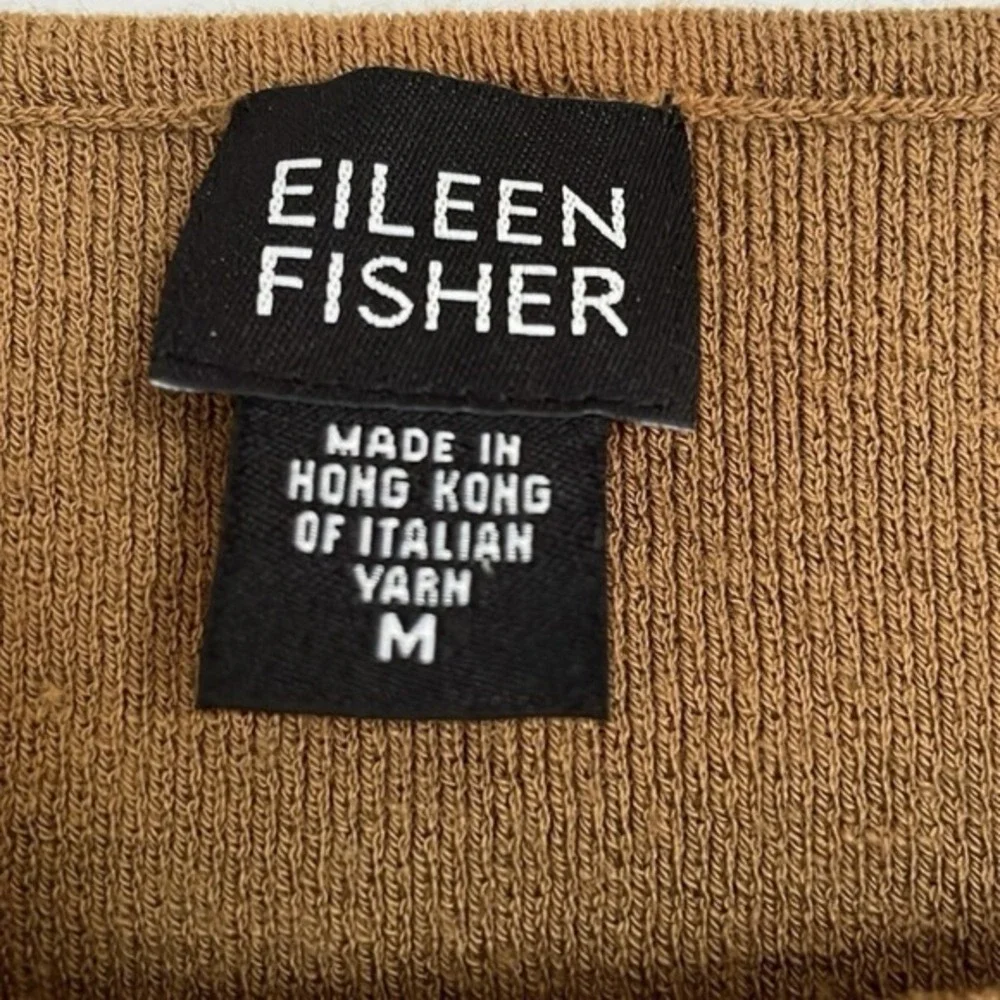 EILEEN
FISHER
MADE IN
HONG KONG
OF ITALIAN
YARN
M